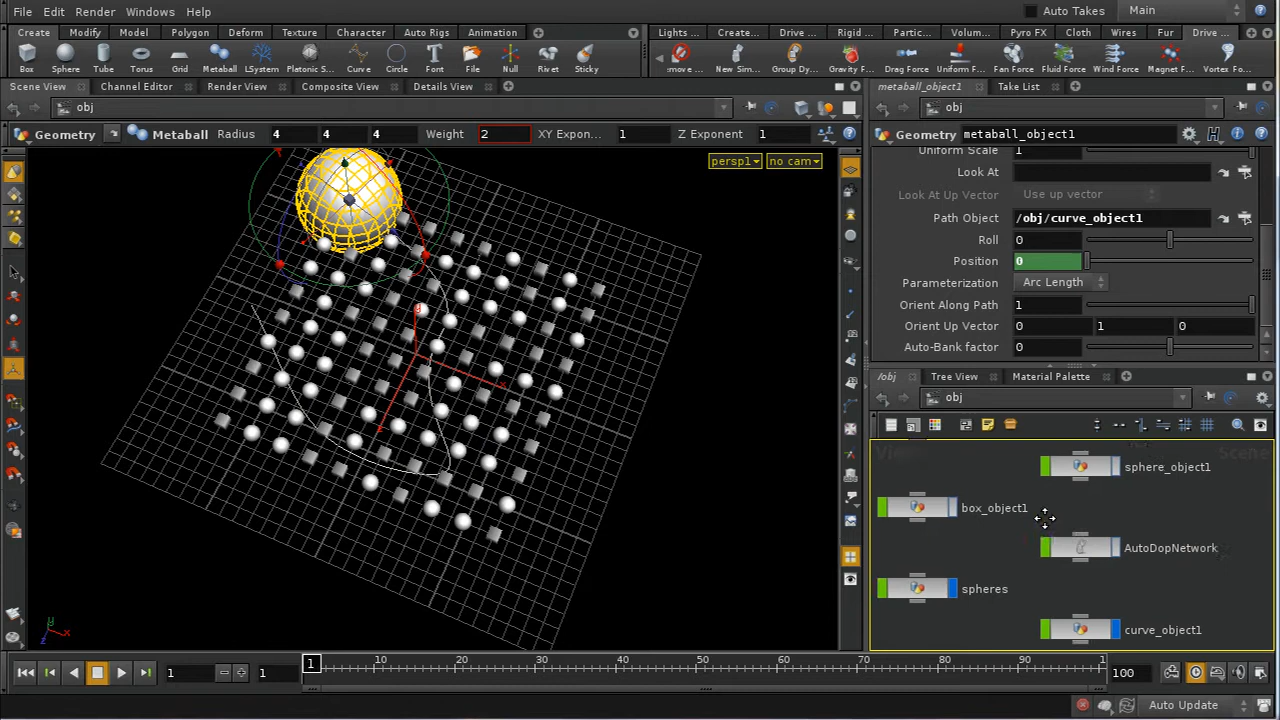 File Edit Render Windows Help
Auto Takes Main
Create Modify Model Polygon Deform Texture Character Auto Rigs Animation
Lights ... Create... Drive ... Rigid ... Partic... Volum... Pyro FX Cloth Wires Fur Drive ...
Box Sphere Tube Torus Grid Metaball LSystem Platonic S... Curve Circle Font File Null Rivet Sticky
...move ... New Sim... Group Dy... Gravity F... Drag Force Uniform F... Fan Force Fluid Force Wind Force Magnet F... Vortex Fo...
Scene View Channel Editor Render View Composite View Details View
metaball_object1 Take List
obj
obj
Geometry Metaball Radius 4 4 4 Weight 2 XY Expon... 1 Z Exponent 1
Geometry metaball_object1
persp1 no cam
Uniform Scale 1
Look At
Look At Up Vector Use up vector
Path Object /obj/curve_object1
Roll 0
Position 0
Parameterization Arc Length
Orient Along Path 1
Orient Up Vector 0 1 0
Auto-Bank factor 0
/obj Tree View Material Palette
obj
sphere_object1
box_object1
AutoDopNetwork
spheres
curve_object1
y
x
z
1 1 1 10 20 30 40 50 60 70 80 90 1 100
Auto Update